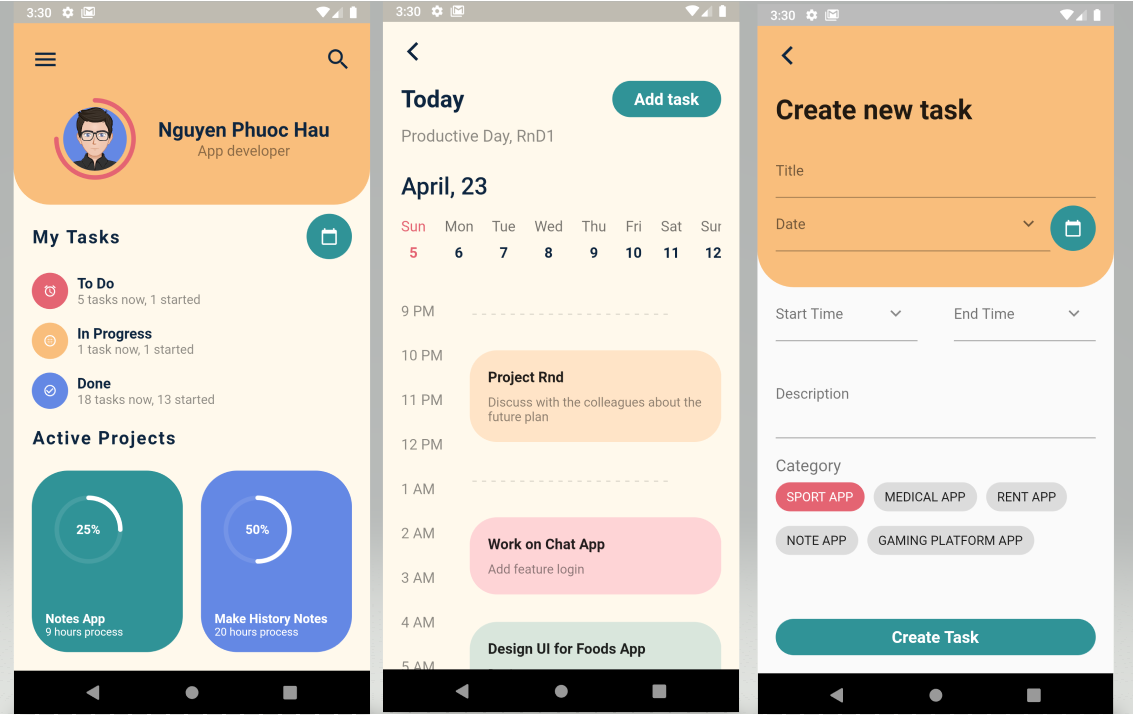 3:30
Nguyen Phuoc Hau
App developer
My Tasks
To Do
5 tasks now, 1 started
In Progress
1 task now, 1 started
Done
18 tasks now, 13 started
Active Projects
25%
Notes App
9 hours process
50%
Make History Notes
20 hours process
3:30
Today
Add task
Productive Day, RnD1
April, 23
Sun Mon Tue Wed Thu Fri Sat Sur
5 6 7 8 9 10 11 12
9 PM
10 PM
Project Rnd
Discuss with the colleagues about the
future plan
11 PM
12 PM
1 AM
2 AM
Work on Chat App
Add feature login
3 AM
4 AM
Design UI for Foods App
5 AM
3:30
Create new task
Title
Date
Start Time End Time
Description
Category
SPORT APP MEDICAL APP RENT APP
NOTE APP GAMING PLATFORM APP
Create Task